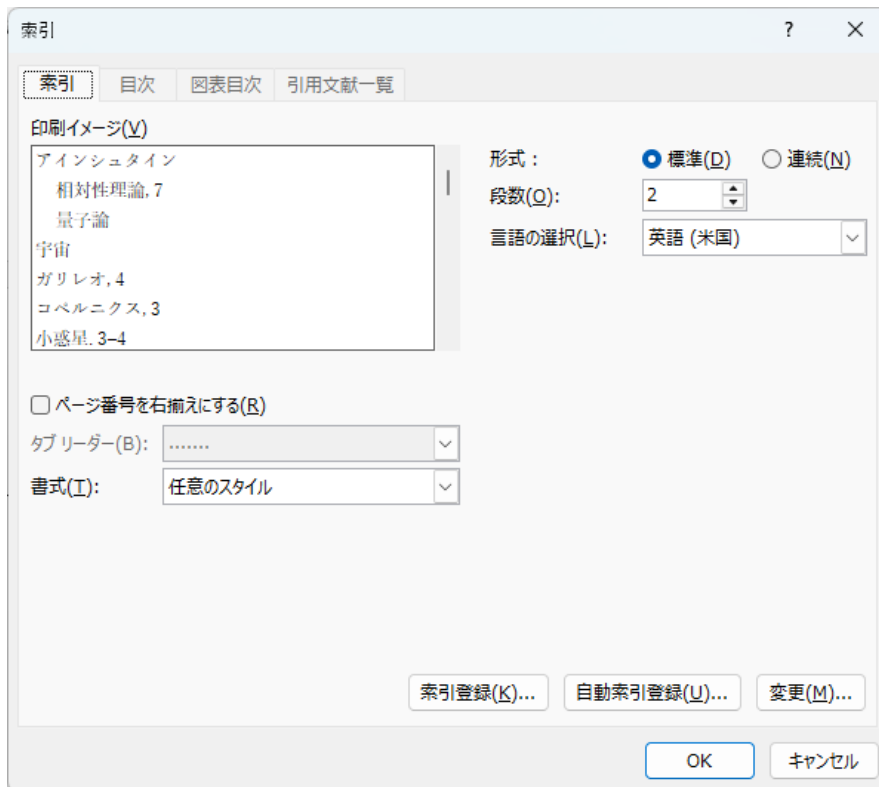 索引 ? ×
索引 目次 図表目次 引用文献一覧
印刷イメージ(V)
アインシュタイン
相対性理論, 7
量子論
宇宙
ガリレオ, 4
コペルニクス, 3
小惑星, 3–4
形式 : 標準(D) 連続(N)
段数(O): 2
言語の選択(L): 英語 (米国)
ページ番号を右揃えにする(R)
タブ リーダー(B): .......
書式(T): 任意のスタイル
索引登録(K)... 自動索引登録(U)... 変更(M)...
OK キャンセル